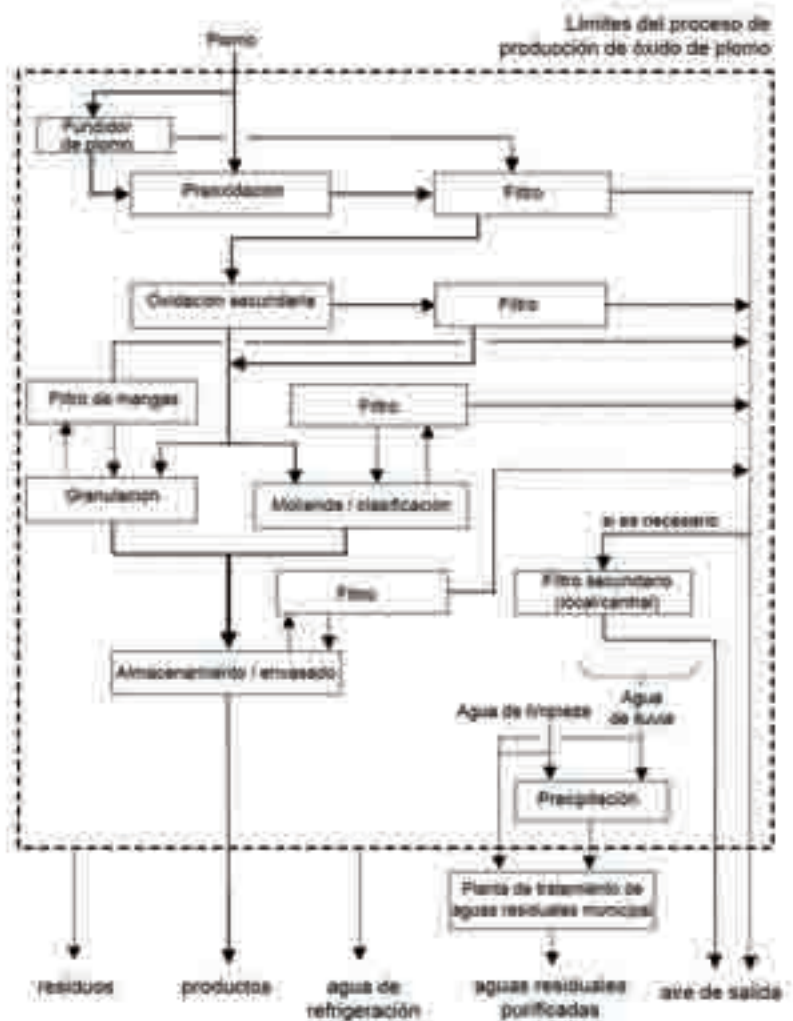 Límites del proceso de
producción de óxido de plomo
Plomo
Fundidor
de plomo
Preoxidación
Filtro
Oxidación secundaria
Filtro
Filtro de mangas
Filtro
Granulación
Molienda / clasificación
si es necesario
Filtro
Filtro secundario
(local/central)
Almacenamiento / envasado
Agua de limpieza
Agua
de lluvia
Precipitación
Planta de tratamiento de
aguas residuales municipal
residuos
productos
agua de
refrigeración
aguas residuales
purificadas
aire de salida